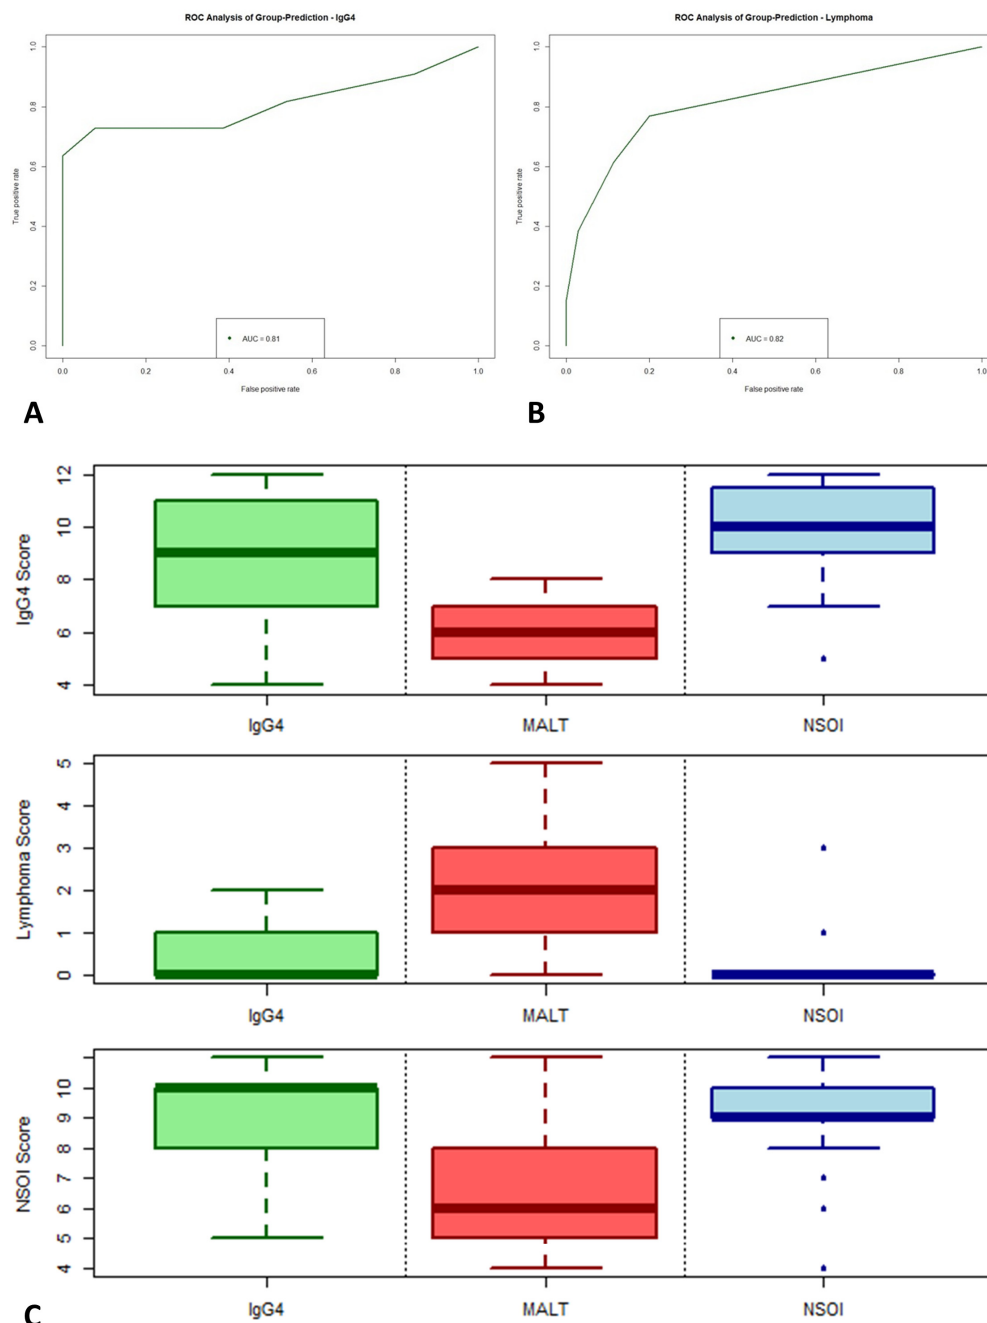 ROC Analysis of Group-Prediction - IgG4
True positive rate
1.0
0.8
0.6
0.4
0.2
0.0
AUC = 0.81
0.0 0.2 0.4 0.6 0.8 1.0
False positive rate
A
ROC Analysis of Group-Prediction - Lymphoma
True positive rate
1.0
0.8
0.6
0.4
0.2
0.0
AUC = 0.82
0.0 0.2 0.4 0.6 0.8 1.0
False positive rate
B
IgG4 Score
12
10
8
6
4
IgG4 MALT NSOI
Lymphoma Score
5
4
3
2
1
0
IgG4 MALT NSOI
NSOI Score
10
9
8
7
6
5
4
IgG4 MALT NSOI
C